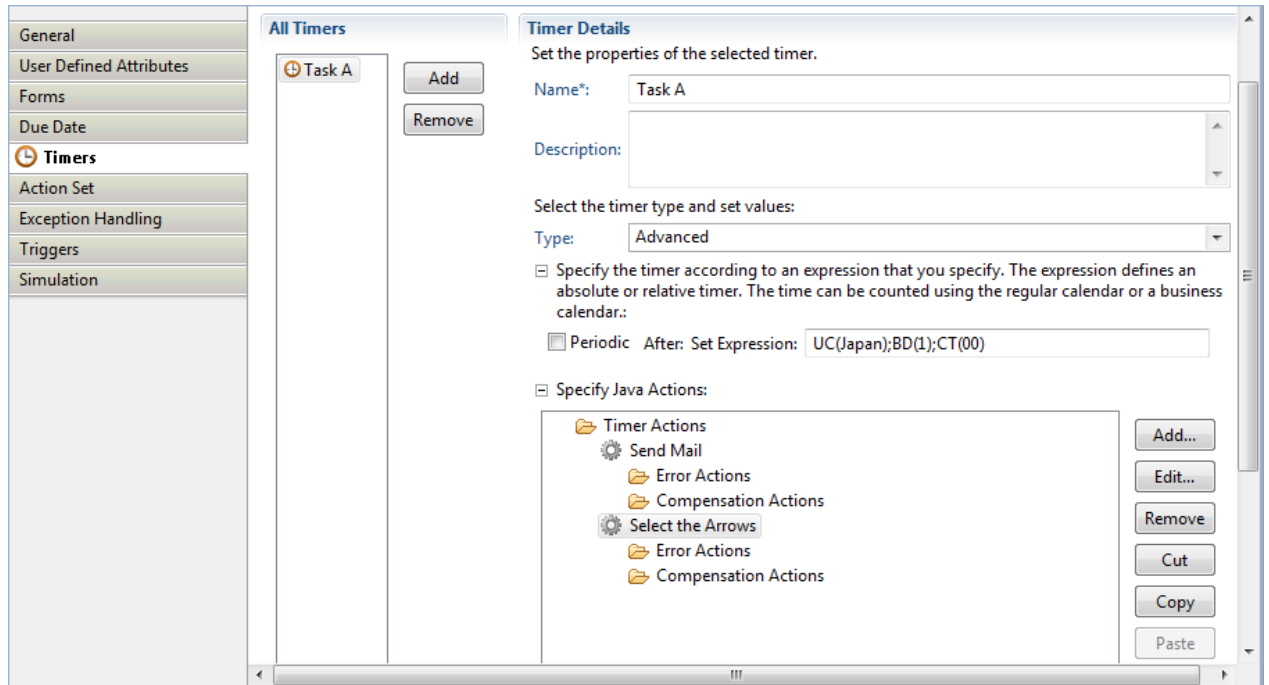 General
User Defined Attributes
Forms
Due Date
Timers
Action Set
Exception Handling
Triggers
Simulation
All Timers
Task A
Add
Remove
Timer Details
Set the properties of the selected timer.
Name*: Task A
Description:
Select the timer type and set values:
Type: Advanced
Specify the timer according to an expression that you specify. The expression defines an
absolute or relative timer. The time can be counted using the regular calendar or a business
calendar.:
Periodic After: Set Expression: UC(Japan);BD(1);CT(00)
Specify Java Actions:
Timer Actions
Send Mail
Error Actions
Compensation Actions
Select the Arrows
Error Actions
Compensation Actions
Add...
Edit...
Remove
Cut
Copy
Paste